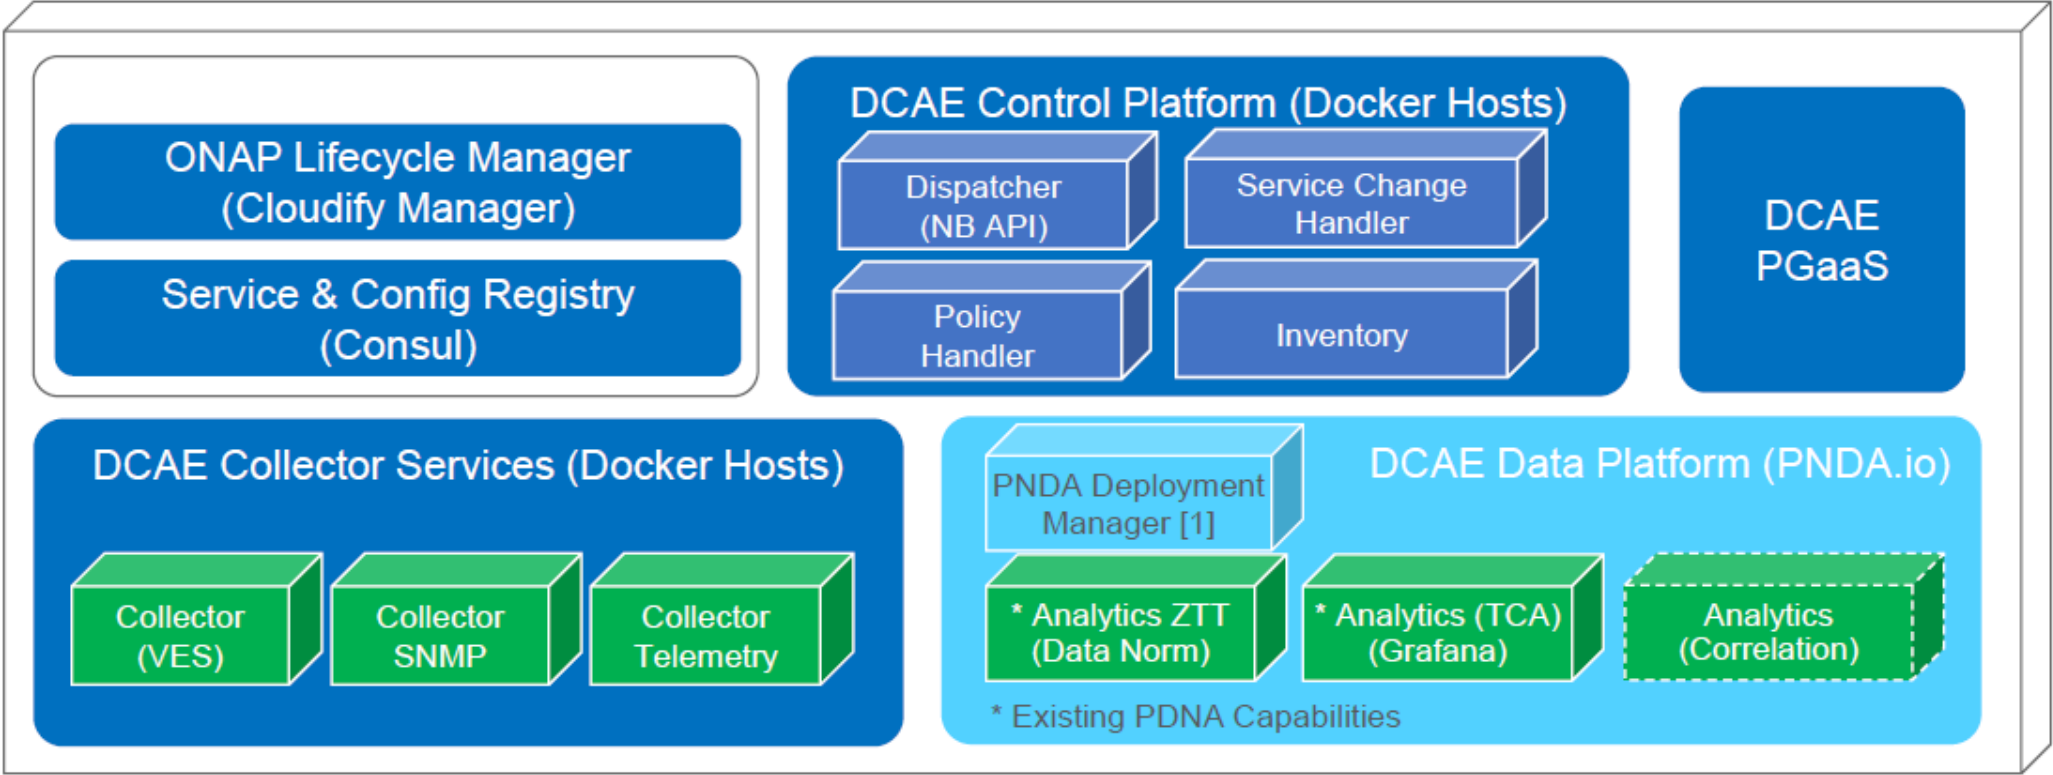 ONAP Lifecycle Manager
(Cloudify Manager)
Service & Config Registry
(Consul)
DCAE Control Platform (Docker Hosts)
Dispatcher
(NB API)
Service Change
Handler
Policy
Handler
Inventory
DCAE
PGaaS
DCAE Collector Services (Docker Hosts)
Collector
(VES)
Collector
SNMP
Collector
Telemetry
DCAE Data Platform (PNDA.io)
PNDA Deployment
Manager [1]
* Analytics ZTT
(Data Norm)
* Analytics (TCA)
(Grafana)
Analytics
(Correlation)
* Existing PDNA Capabilities